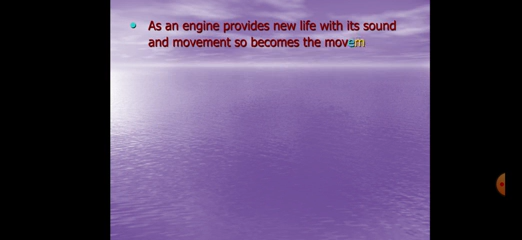 • As an engine provides new life with its sound
and movement so becomes the movem